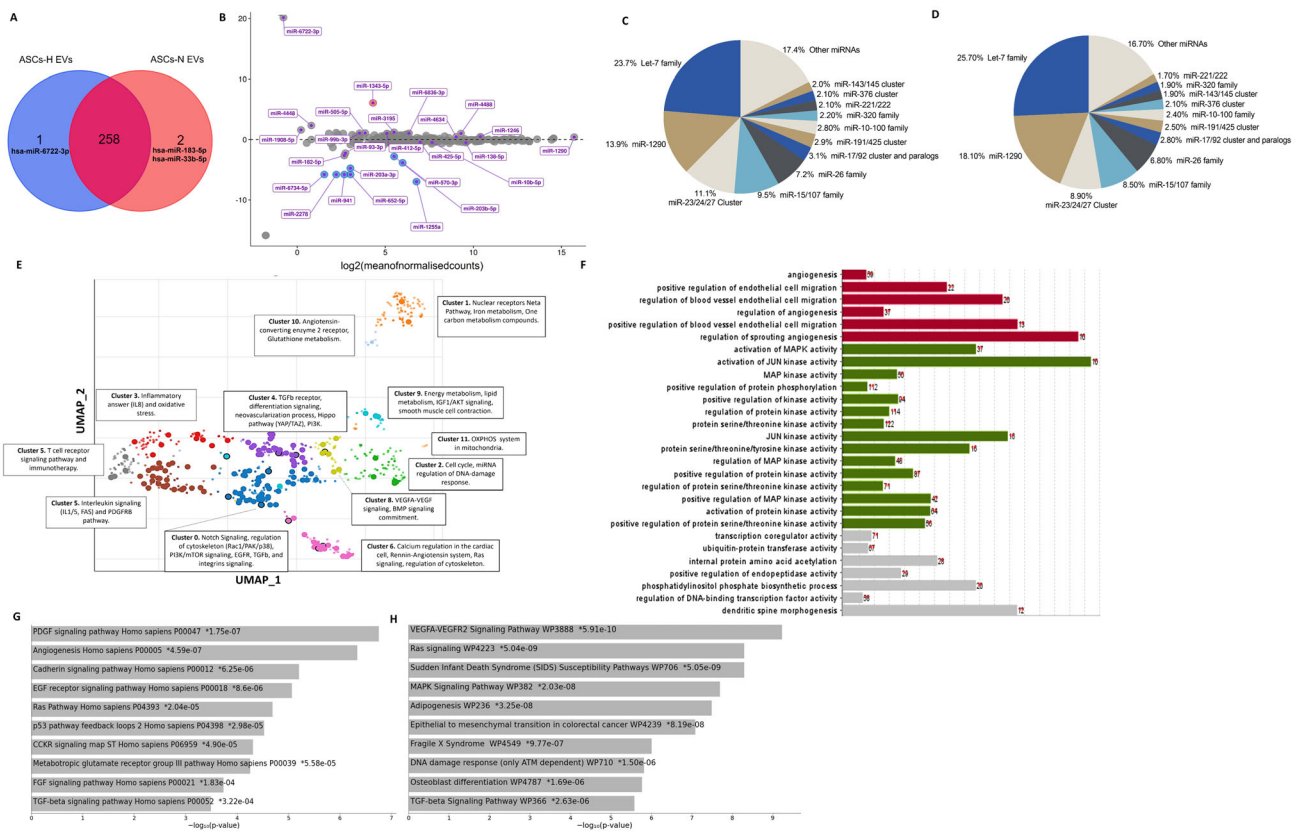 A
ASCs-H EVs
ASCs-N EVs
1
hsa-miR-6722-3p
258
2
hsa-miR-183-5p
hsa-miR-33b-5p
B
20
10
0
-10
miR-6722-3p
miR-1343-5p
miR-6836-3p
miR-505-5p
miR-3195
miR-4488
miR-4446
miR-4634
miR-1246
miR-1908-5p
miR-99b-3p
miR-93-3p
miR-412-5p
miR-1290
miR-182-5p
miR-425-5p
miR-138-5p
miR-203a-3p
miR-10b-5p
miR-6734-5p
miR-570-3p
miR-941
miR-652-5p
miR-203b-5p
miR-2278
miR-1255a
0
5
10
15
log2(meanofnormalisedcounts)
C
17.4% Other miRNAs
23.7% Let-7 family
2.0% miR-143/145 cluster
2.10% miR-376 cluster
2.10% miR-221/222
2.20% miR-320 family
2.80% miR-10-100 family
2.9% miR-191/425 cluster
3.1% miR-17/92 cluster and paralogs
7.2% miR-26 family
9.5% miR-15/107 family
11.1%
miR-23/24/27 Cluster
13.9% miR-1290
D
16.70% Other miRNAs
25.70% Let-7 family
1.70% miR-221/222
1.90% miR-320 family
1.90% miR-143/145 cluster
2.10% miR-376 cluster
2.40% miR-10-100 family
2.50% miR-191/425 cluster
2.80% miR-17/92 cluster and paralogs
6.80% miR-26 family
8.50% miR-15/107 family
8.90%
miR-23/24/27 Cluster
18.10% miR-1290
E
UMAP_2
UMAP_1
Cluster 1. Nuclear receptors Neta
Pathway, Iron metabolism, One
carbon metabolism compounds.
Cluster 10. Angiotensin-
converting enzyme 2 receptor,
Glutathione metabolism.
Cluster 3. Inflammatory
answer (IL8) and oxidative
stress.
Cluster 4. TGFb receptor,
differentiation signaling,
neovascularization process, Hippo
pathway (YAP/TAZ), PI3K.
Cluster 9. Energy metabolism, lipid
metabolism, IGF1/AKT signaling,
smooth muscle cell contraction.
Cluster 5. T cell receptor
signaling pathway and
immunotherapy.
Cluster 11. OXPHOS system
in mitochondria.
Cluster 2. Cell cycle, miRNA
regulation of DNA-damage
response.
Cluster 5. Interleukin signaling
(IL1/5, FAS) and PDGFRB
pathway.
Cluster 8. VEGFA-VEGF
signaling, BMP signaling
commitment.
Cluster 0. Notch Signaling, regulation
of cytoskeleton (Rac1/PAK/p38),
PI3K/mTOR signaling, EGFR, TGFb, and
integrins signaling.
Cluster 6. Calcium regulation in the cardiac
cell, Rennin-Angiotensin system, Ras
signaling, regulation of cytoskeleton.
F
angiogenesis
positive regulation of endothelial cell migration 22
regulation of blood vessel endothelial cell migration
regulation of angiogenesis 37
positive regulation of blood vessel endothelial cell migration 13
regulation of sprouting angiogenesis
activation of MAPK activity 37
activation of JUN kinase activity
MAP kinase activity
positive regulation of protein phosphorylation 112
positive regulation of kinase activity
regulation of protein kinase activity 114
protein serine/threonine kinase activity 122
JUN kinase activity
protein serine/threonine/tyrosine kinase activity
regulation of MAP kinase activity
positive regulation of protein kinase activity 87
regulation of protein serine/threonine kinase activity 71
positive regulation of MAP kinase activity 42
activation of protein kinase activity
positive regulation of protein serine/threonine kinase activity
transcription coregulator activity 71
ubiquitin-protein transferase activity
internal protein amino acid acetylation
positive regulation of endopeptidase activity
phosphatidylinositol phosphate biosynthetic process
regulation of DNA-binding transcription factor activity
dendritic spine morphogenesis 12
G
PDGF signaling pathway Homo sapiens P00047 *1.75e-07
Angiogenesis Homo sapiens P00005 *4.59e-07
Cadherin signaling pathway Homo sapiens P00012 *6.25e-06
EGF receptor signaling pathway Homo sapiens P00018 *8.6e-06
Ras Pathway Homo sapiens P04393 *2.04e-05
p53 pathway feedback loops 2 Homo sapiens P04398 *2.98e-05
CCKR signaling map ST Homo sapiens P06959 *4.90e-05
Metabotropic glutamate receptor group III pathway Homo sapiens P00039 *5.58e-05
FGF signaling pathway Homo sapiens P00021 *1.83e-04
TGF-beta signaling pathway Homo sapiens P00052 *3.22e-04
0 1 2 3 4 5 6 7
−log₁₀(p-value)
H
VEGFA-VEGFR2 Signaling Pathway WP3888 *5.91e-10
Ras signaling WP4223 *5.04e-09
Sudden Infant Death Syndrome (SIDS) Susceptibility Pathways WP706 *5.05e-09
MAPK Signaling Pathway WP382 *2.03e-08
Adipogenesis WP236 *3.25e-08
Epithelial to mesenchymal transition in colorectal cancer WP4239 *8.19e-08
Fragile X Syndrome WP4549 *9.77e-07
DNA damage response (only ATM dependent) WP710 *1.50e-06
Osteoblast differentiation WP4787 *1.69e-06
TGF-beta Signaling Pathway WP366 *2.63e-06
0 1 2 3 4 5 6 7 8 9
−log₁₀(p-value)